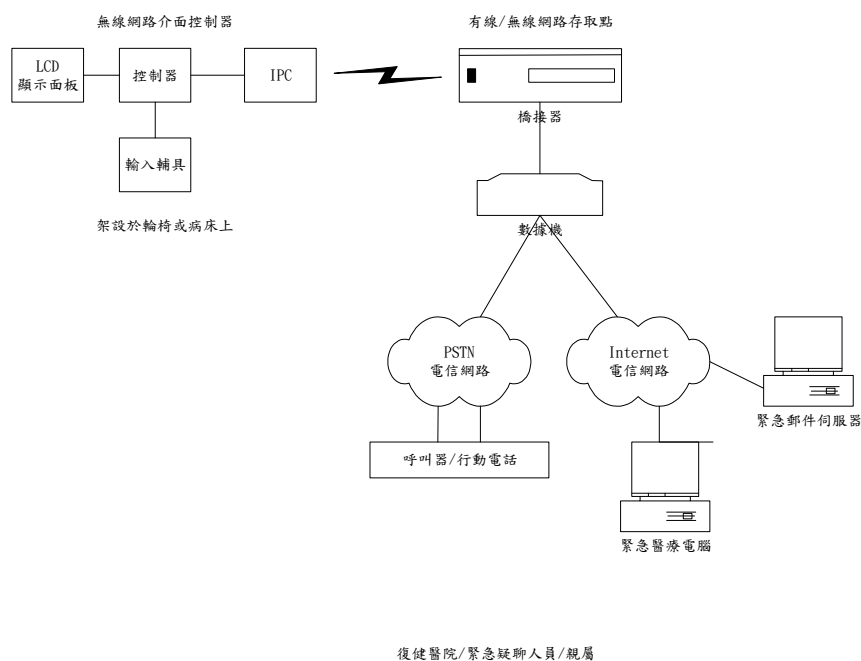 無線網路介面控制器
有線/無線網路存取點
LCD
顯示面板
控制器
IPC
橋接器
輸入輔具
架設於輪椅或病床上
數據機
PSTN
電信網路
Internet
電信網路
緊急郵件伺服器
呼叫器/行動電話
緊急醫療電腦
復健醫院/緊急疑聊人員/親屬